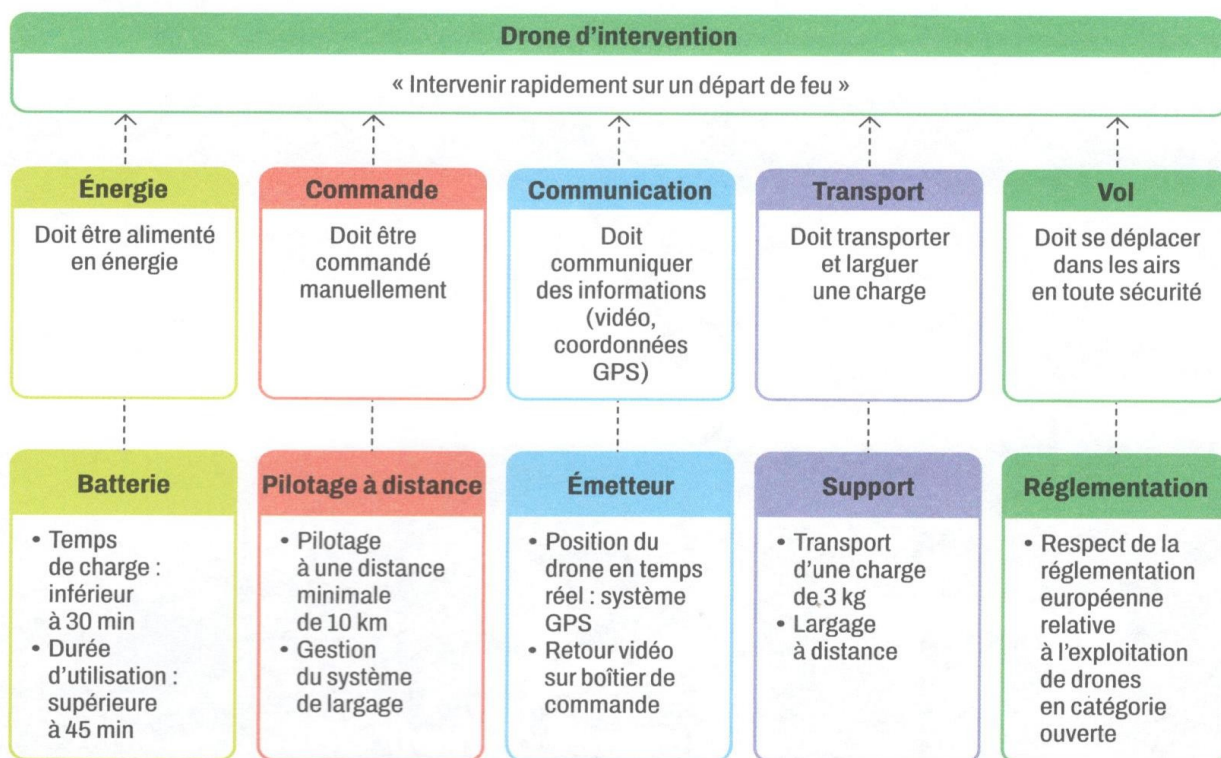 Drone d’intervention
« Intervenir rapidement sur un départ de feu »
Énergie
Doit être alimenté
en énergie
Commande
Doit être
commandé
manuellement
Communication
Doit
communiquer
des informations
(vidéo,
coordonnées
GPS)
Transport
Doit transporter
et larguer
une charge
Vol
Doit se déplacer
dans les airs
en toute sécurité
Batterie
• Temps
de charge :
inférieur
à 30 min
• Durée
d’utilisation :
supérieure
à 45 min
Pilotage à distance
• Pilotage
à une distance
minimale
de 10 km
• Gestion
du système
de largage
Émetteur
• Position du
drone en temps
réel : système
GPS
• Retour vidéo
sur boîtier de
commande
Support
• Transport
d’une charge
de 3 kg
• Largage
à distance
Réglementation
• Respect de la
réglementation
européenne
relative
à l’exploitation
de drones
en catégorie
ouverte